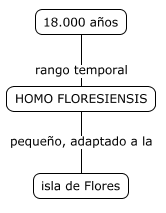 18.000 años
rango temporal
HOMO FLORESIENSIS
pequeño, adaptado a la
isla de Flores